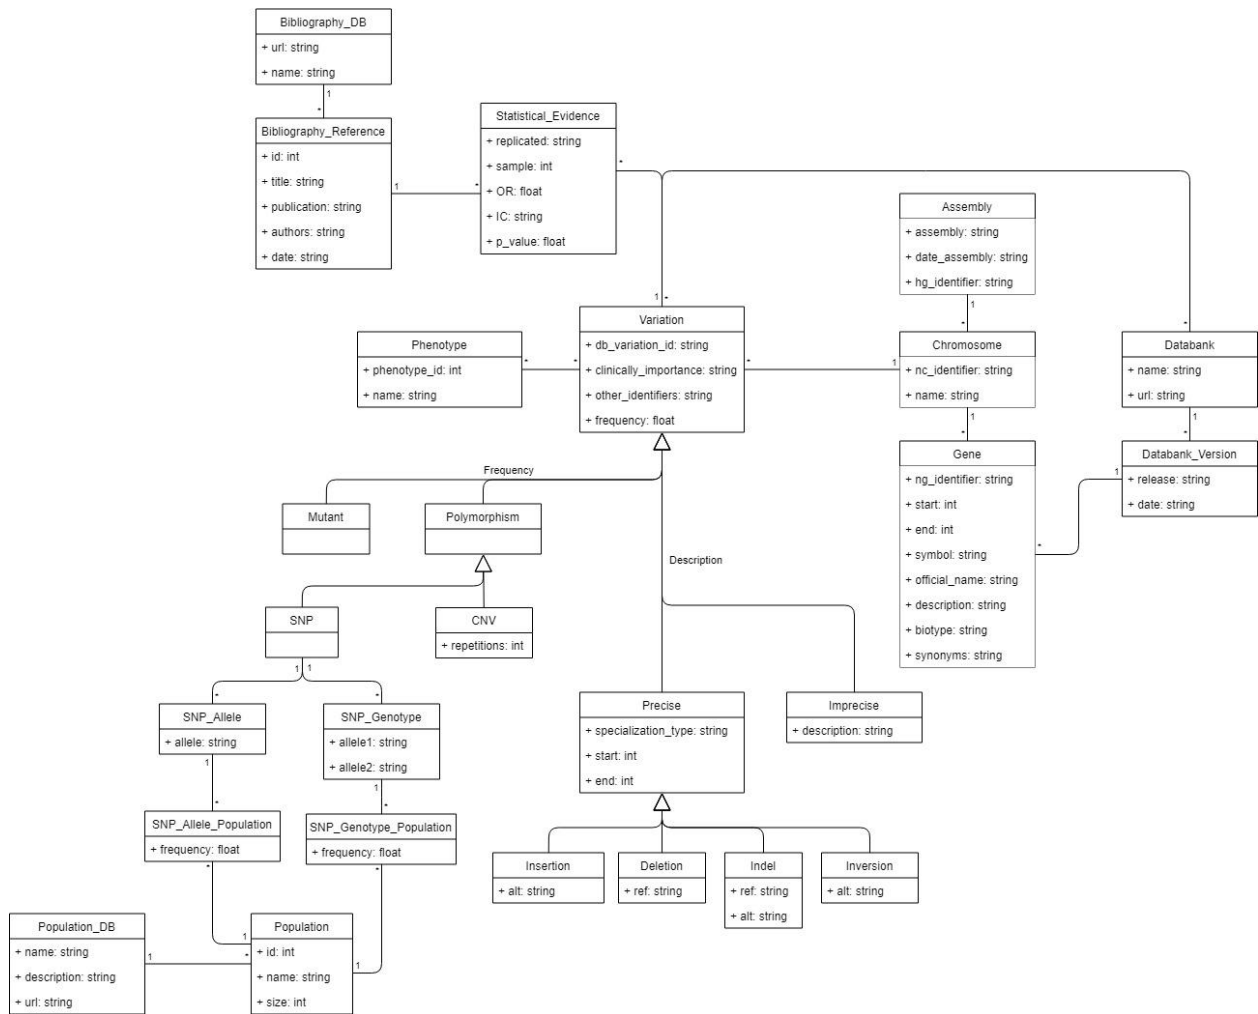 Bibliography_DB
+ url: string
+ name: string
1
*
Bibliography_Reference
+ id: int
+ title: string
+ publication: string
+ authors: string
+ date: string
1
*
Statistical_Evidence
+ replicated: string
+ sample: int
+ OR: float
+ IC: string
+ p_value: float
*
1
*
Assembly
+ assembly: string
+ date_assembly: string
+ hg_identifier: string
1
*
Phenotype
+ phenotype_id: int
+ name: string
*
*
Variation
+ db_variation_id: string
+ clinically_importance: string
+ other_identifiers: string
+ frequency: float
*
1
Chromosome
+ nc_identifier: string
+ name: string
1
*
*
Databank
+ name: string
+ url: string
1
*
Gene
+ ng_identifier: string
+ start: int
+ end: int
+ symbol: string
+ official_name: string
+ description: string
+ biotype: string
+ synonyms: string
*
1
Databank_Version
+ release: string
+ date: string
Frequency
Mutant
Polymorphism
Description
SNP
CNV
+ repetitions: int
1
1
*
*
SNP_Allele
+ allele: string
1
*
SNP_Genotype
+ allele1: string
+ allele2: string
1
*
Precise
+ specialization_type: string
+ start: int
+ end: int
Imprecise
+ description: string
SNP_Allele_Population
+ frequency: float
*
SNP_Genotype_Population
+ frequency: float
*
Insertion
+ alt: string
Deletion
+ ref: string
Indel
+ ref: string
+ alt: string
Inversion
+ alt: string
Population_DB
+ name: string
+ description: string
+ url: string
1
*
1
Population
+ id: int
+ name: string
+ size: int
1